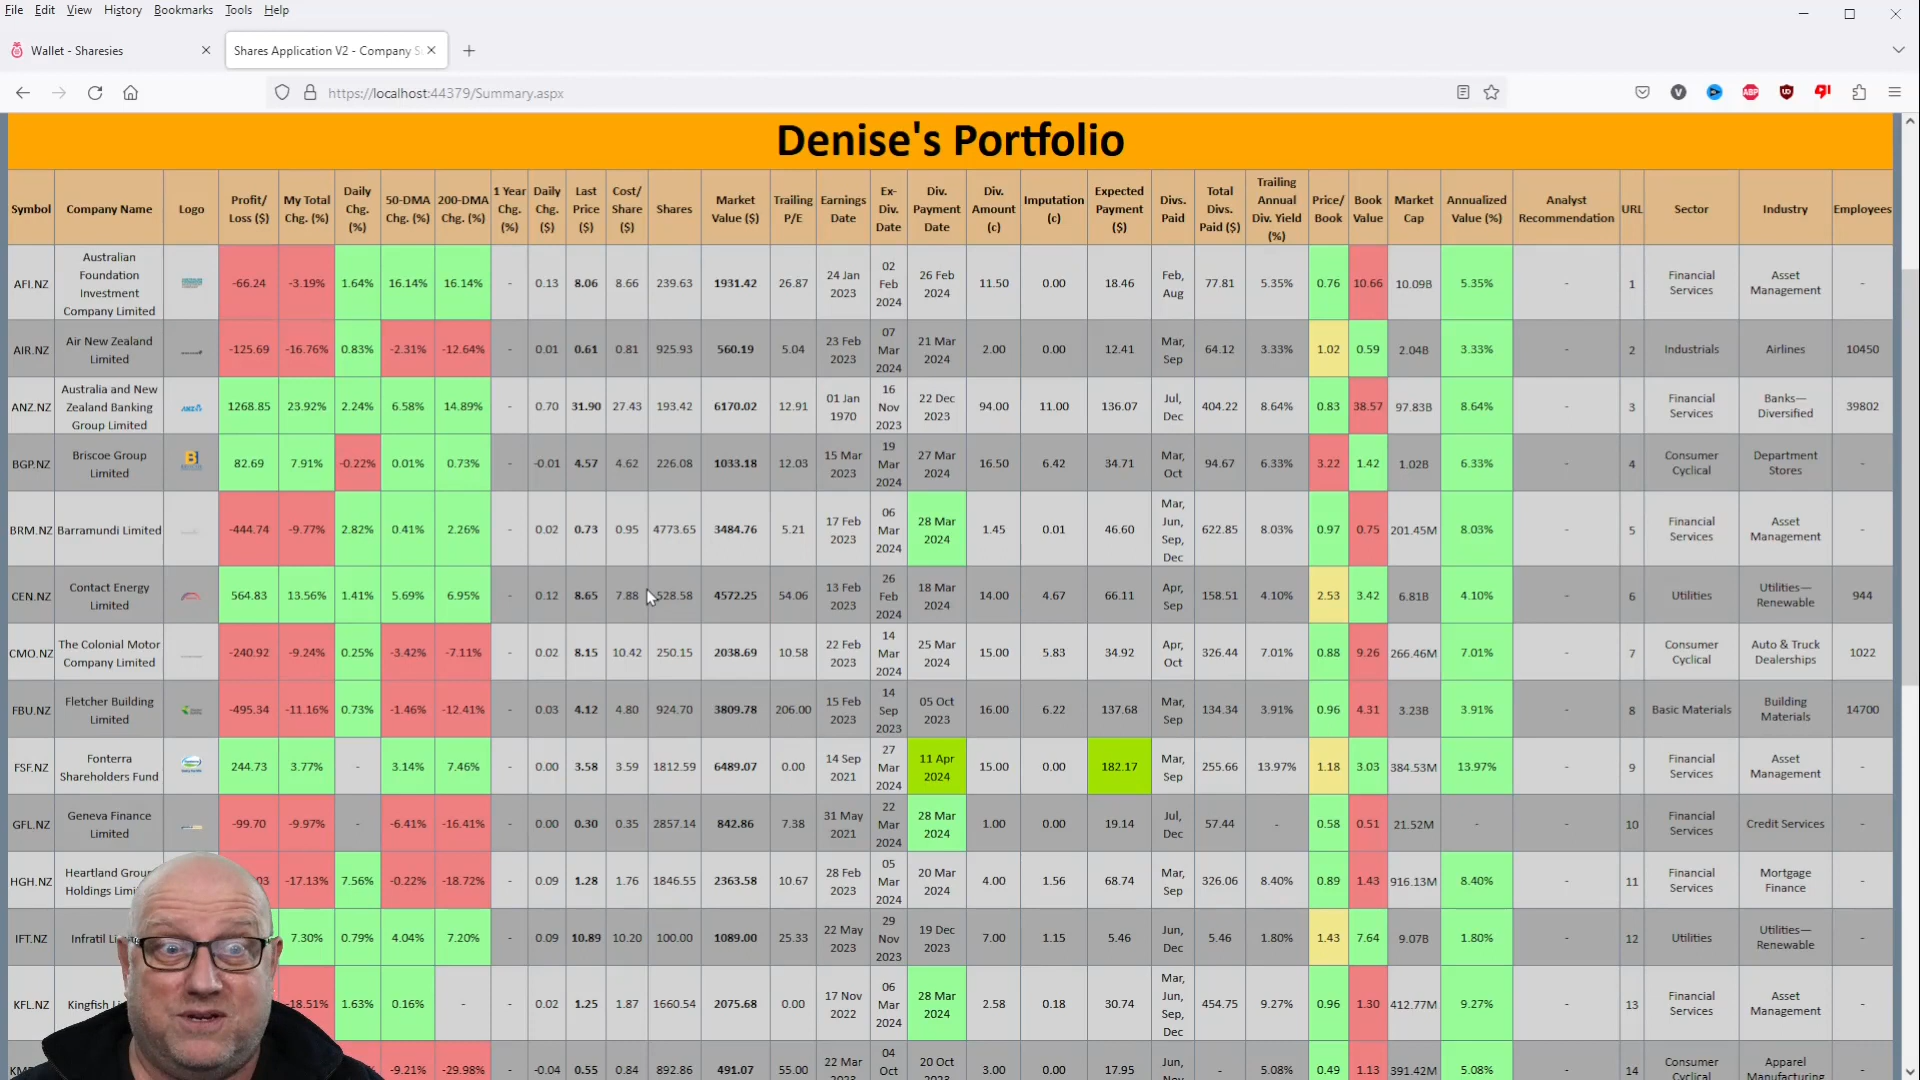 File Edit View History Bookmarks Tools Help
Wallet - Sharesies
Shares Application V2 - Company S
https://localhost:44379/Summary.aspx
Denise's Portfolio
Symbol Company Name Logo Profit/ Loss ($) My Total Chg. (%) Daily Chg. (%) 50-DMA Chg. (%) 200-DMA Chg. (%) 1 Year Chg. (%) Daily Chg. ($) Last Price ($) Cost/ Share ($) Shares Market Value ($) Trailing P/E Earnings Date Ex- Div. Date Div. Payment Date Div. Amount (c) Imputation (c) Expected Payment ($) Divs. Paid Total Divs. Paid ($) Trailing Annual Div. Yield (%) Price/ Book Book Value Market Cap Annualized Value (%) Analyst Recommendation URL Sector Industry Employees
AFI.NZ Australian Foundation Investment Company Limited -66.24 -3.19% 1.64% 16.14% 16.14% - 0.13 8.06 8.66 239.63 1931.42 26.87 24 Jan 2023 02 Feb 2024 26 Feb 2024 11.50 0.00 18.46 Feb, Aug 77.81 5.35% 0.76 10.66 10.09B 5.35% - 1 Financial Services Asset Management -
AIR.NZ Air New Zealand Limited -125.69 -16.76% 0.83% -2.31% -12.64% - 0.01 0.61 0.81 925.93 560.19 5.04 23 Feb 2023 07 Mar 2024 21 Mar 2024 2.00 0.00 12.41 Mar, Sep 64.12 3.33% 1.02 0.59 2.04B 3.33% - 2 Industrials Airlines 10450
ANZ.NZ Australia and New Zealand Banking Group Limited ANZ 1268.85 23.92% 2.24% 6.58% 14.89% - 0.70 31.90 27.43 193.42 6170.02 12.91 01 Jan 1970 16 Nov 2023 22 Dec 2023 94.00 11.00 136.07 Jul, Dec 404.22 8.64% 0.83 38.57 97.83B 8.64% - 3 Financial Services Banks— Diversified 39802
BGP.NZ Briscoe Group Limited B 82.69 7.91% -0.22% 0.01% 0.73% - -0.01 4.57 4.62 226.08 1033.18 12.03 15 Mar 2023 19 Mar 2024 27 Mar 2024 16.50 6.42 34.71 Mar, Oct 94.67 6.33% 3.22 1.42 1.02B 6.33% - 4 Consumer Cyclical Department Stores -
BRM.NZ Barramundi Limited -444.74 -9.77% 2.82% 0.41% 2.26% - 0.02 0.73 0.95 4773.65 3484.76 5.21 17 Feb 2023 06 Mar 2024 28 Mar 2024 1.45 0.01 46.60 Mar, Jun, Sep, Dec 622.85 8.03% 0.97 0.75 201.45M 8.03% - 5 Financial Services Asset Management -
CEN.NZ Contact Energy Limited 564.83 13.56% 1.41% 5.69% 6.95% - 0.12 8.65 7.88 528.58 4572.25 54.06 13 Feb 2023 26 Feb 2024 18 Mar 2024 14.00 4.67 66.11 Apr, Sep 158.51 4.10% 2.53 3.42 6.81B 4.10% - 6 Utilities Utilities— Renewable 944
CMO.NZ The Colonial Motor Company Limited -240.92 -9.24% 0.25% -3.42% -7.11% - 0.02 8.15 10.42 250.15 2038.69 10.58 22 Feb 2023 14 Mar 2024 25 Mar 2024 15.00 5.83 34.92 Apr, Oct 326.44 7.01% 0.88 9.26 266.46M 7.01% - 7 Consumer Cyclical Auto & Truck Dealerships 1022
FBU.NZ Fletcher Building Limited -495.34 -11.16% 0.73% -1.46% -12.41% - 0.03 4.12 4.80 924.70 3809.78 206.00 15 Feb 2023 14 Sep 2023 05 Oct 2023 16.00 6.22 137.68 Mar, Sep 134.34 3.91% 0.96 4.31 3.23B 3.91% - 8 Basic Materials Building Materials 14700
FSF.NZ Fonterra Shareholders Fund 244.73 3.77% - 3.14% 7.46% - 0.00 3.58 3.59 1812.59 6489.07 0.00 14 Sep 2021 27 Mar 2024 11 Apr 2024 15.00 0.00 182.17 Mar, Sep 255.66 13.97% 1.18 3.03 384.53M 13.97% - 9 Financial Services Asset Management -
GFL.NZ Geneva Finance Limited -99.70 -9.97% - -6.41% -16.41% - 0.00 0.30 0.35 2857.14 842.86 7.38 31 May 2021 22 Mar 2024 28 Mar 2024 1.00 0.00 19.14 Jul, Dec 57.44 - 0.58 0.51 21.52M - - 10 Financial Services Credit Services -
HGH.NZ Heartland Group Holdings -17.13% 7.56% -0.22% -18.72% - 0.09 1.28 1.76 1846.55 2363.58 10.67 28 Feb 2023 05 Mar 2024 20 Mar 2024 4.00 1.56 68.74 Mar, Sep 326.06 8.40% 0.89 1.43 916.13M 8.40% - 11 Financial Services Mortgage Finance -
IFT.NZ Infratil 7.30% 0.79% 4.04% 7.20% - 0.09 10.89 10.20 100.00 1089.00 25.33 22 May 2023 29 Nov 2023 19 Dec 2023 7.00 1.15 5.46 Jun, Dec 5.46 1.80% 1.43 7.64 9.07B 1.80% - 12 Utilities Utilities— Renewable -
KFL.NZ Kingfish -18.51% 1.63% 0.16% - - 0.02 1.25 1.87 1660.54 2075.68 0.00 17 Nov 2022 06 Mar 2024 28 Mar 2024 2.58 0.18 30.74 Mar, Jun, Sep, Dec 454.75 9.27% 0.96 1.30 412.77M 9.27% - 13 Financial Services Asset Management -
-9.21% -29.98% - -0.04 0.55 0.84 892.86 491.07 55.00 22 Mar 04 Oct 20 Oct 3.00 0.00 17.95 Jun, - 5.08% 0.49 1.13 391.42M 5.08% - 14 Consumer Cyclical Apparel Manufacturing -